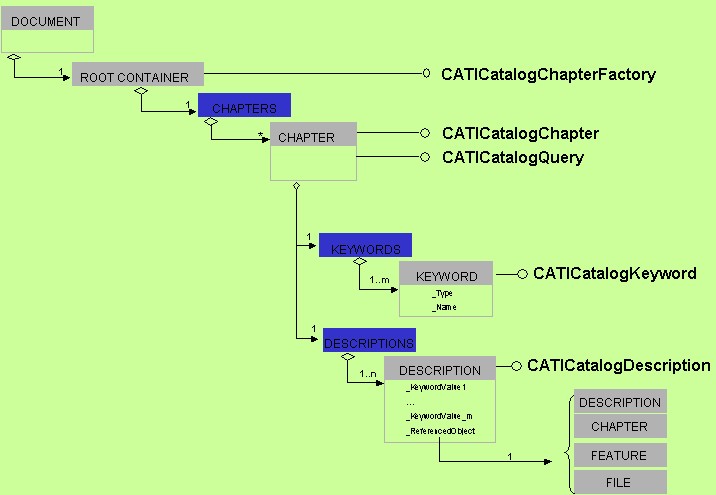 DOCUMENT
1
ROOT CONTAINER
CATICatalogChapterFactory
1
CHAPTERS
*
CHAPTER
CATICatalogChapter
CATICatalogQuery
1
KEYWORDS
1..m
KEYWORD
_Type
_Name
CATICatalogKeyword
1
DESCRIPTIONS
1..n
DESCRIPTION
_KeywordValue1
...
_KeywordValue_m
_ReferencedObject
CATICatalogDescription
1
DESCRIPTION
CHAPTER
FEATURE
FILE